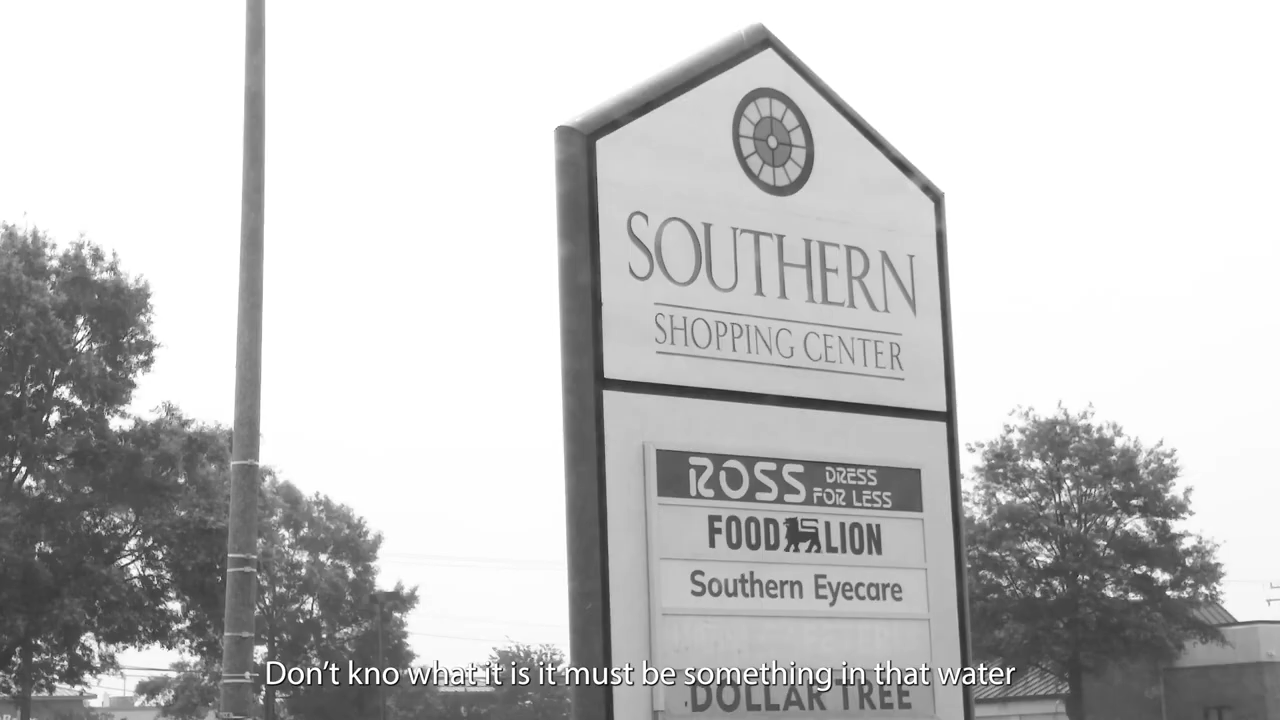 SOUTHERN
SHOPPING CENTER
ROSS DRESS FOR LESS
FOOD LION
Southern Eyecare
DOLLAR TREE
Don't kno what it is it must be something in that water